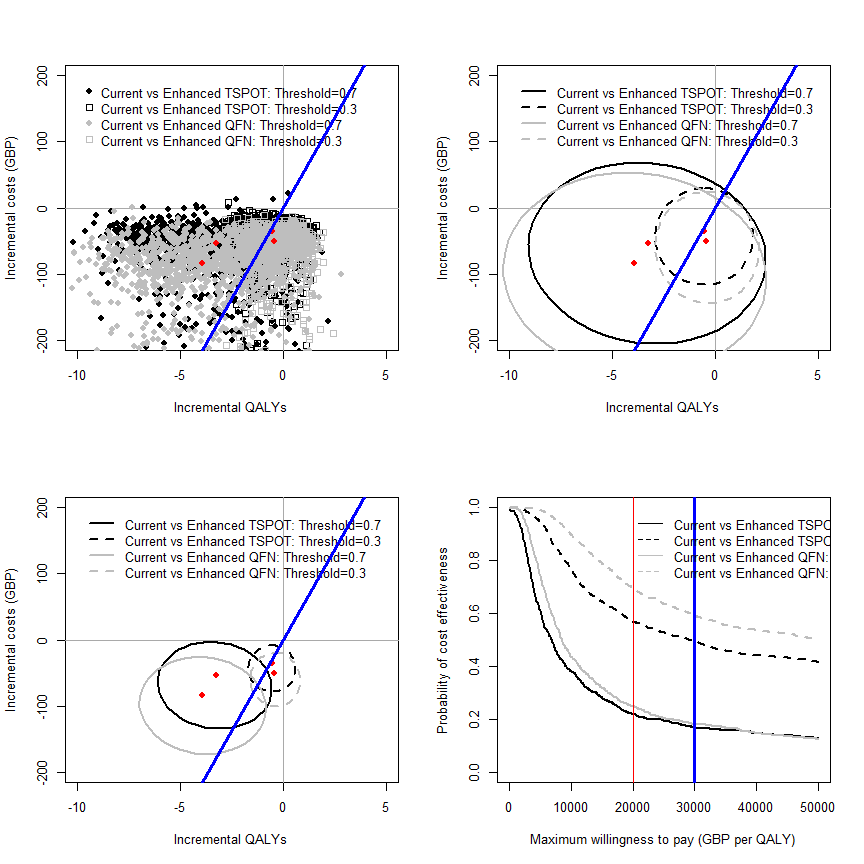 200
100
0
-100
-200
Incremental costs (GBP)
Current vs Enhanced TSPOT: Threshold=0.7
Current vs Enhanced TSPOT: Threshold=0.3
Current vs Enhanced QFN: Threshold=0.7
Current vs Enhanced QFN: Threshold=0.3
-10 -5 0 5
Incremental QALYs
200
100
0
-100
-200
Incremental costs (GBP)
Current vs Enhanced TSPOT: Threshold=0.7
Current vs Enhanced TSPOT: Threshold=0.3
Current vs Enhanced QFN: Threshold=0.7
Current vs Enhanced QFN: Threshold=0.3
-10 -5 0 5
Incremental QALYs
200
100
0
-100
-200
Incremental costs (GBP)
Current vs Enhanced TSPOT: Threshold=0.7
Current vs Enhanced TSPOT: Threshold=0.3
Current vs Enhanced QFN: Threshold=0.7
Current vs Enhanced QFN: Threshold=0.3
-10 -5 0 5
Incremental QALYs
1.0
0.8
0.6
0.4
0.2
0.0
Probability of cost effectiveness
Current vs Enhanced TSPO
Current vs Enhanced TSPO
Current vs Enhanced QFN:
Current vs Enhanced QFN:
0 10000 20000 30000 40000 50000
Maximum willingness to pay (GBP per QALY)